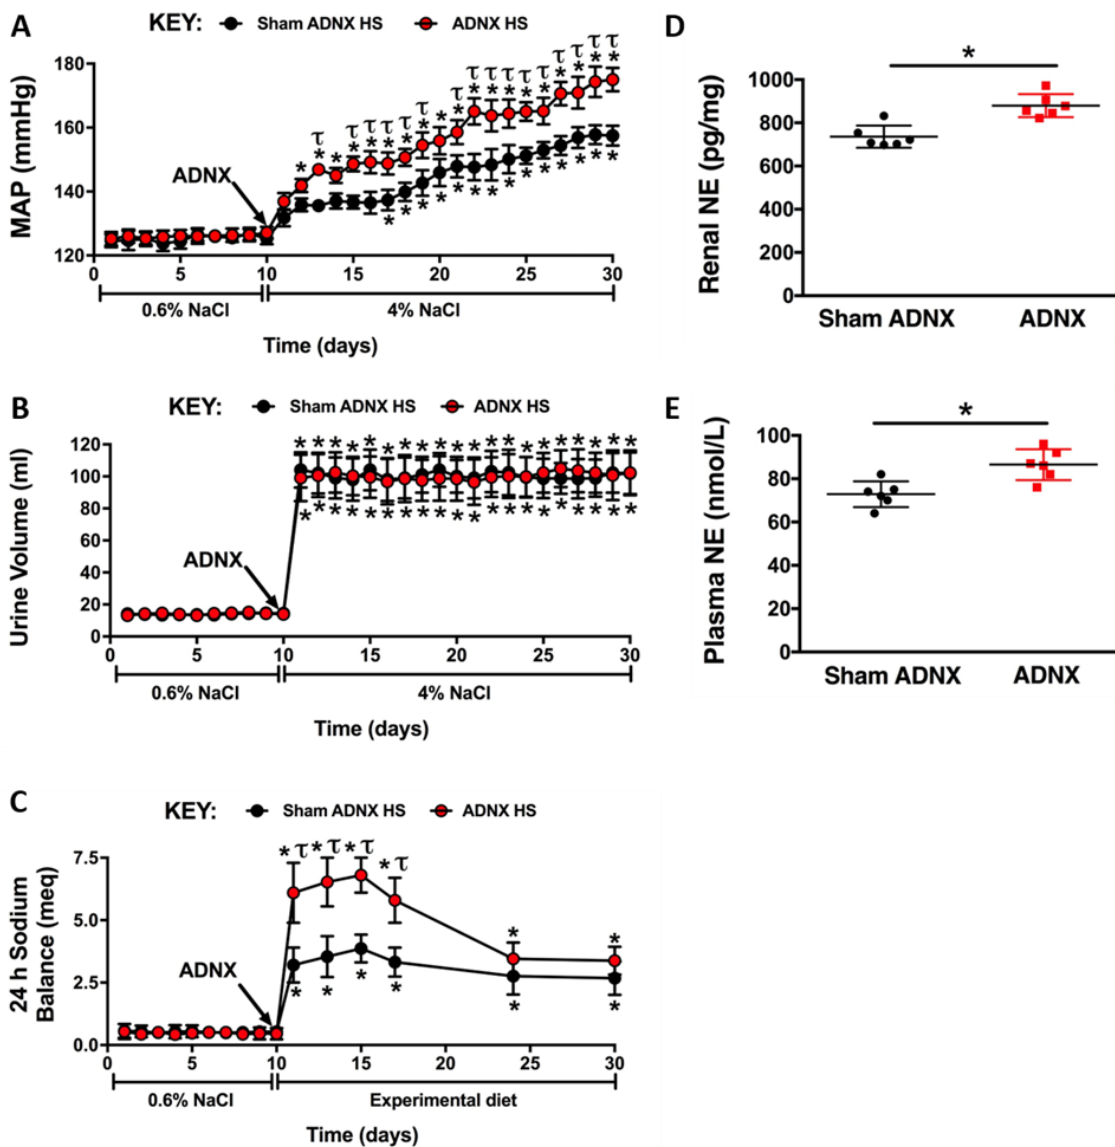 A
KEY: Sham ADNX HS ADNX HS
MAP (mmHg)
180
160
140
120
ADNX
* τ * τ * τ * τ * τ * τ * τ * τ * τ * τ * τ * τ * τ * τ * τ * τ * τ *
* * * * * * * * * * * * * *
0 5 10 15 20 25 30
0.6% NaCl 4% NaCl
Time (days)
B
KEY: Sham ADNX HS ADNX HS
Urine Volume (ml)
120
100
80
60
40
20
0
ADNX
* * * * * * * * * * * * * * * * * * * *
* * * * * * * * * * * * * * * * * * * *
0 5 10 15 20 25 30
0.6% NaCl 4% NaCl
Time (days)
C
KEY: Sham ADNX HS ADNX HS
24 h Sodium
Balance (meq)
7.5
5.0
2.5
0.0
ADNX
* τ * τ * τ * τ * *
* * * * * *
0 5 10 15 20 25 30
0.6% NaCl Experimental diet
Time (days)
D
*
Renal NE (pg/mg)
1000
800
600
400
200
0
Sham ADNX ADNX
E
*
Plasma NE (nmol/L)
100
80
60
40
20
0
Sham ADNX ADNX